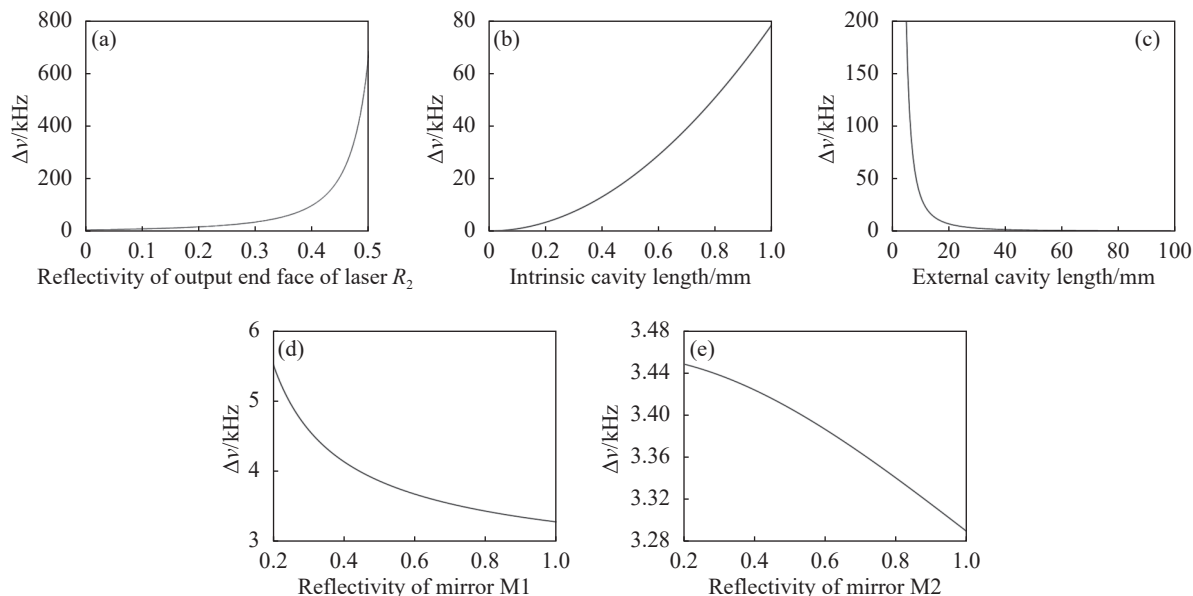 (a)
800
600
400
200
0
Δν/kHz
0 0.1 0.2 0.3 0.4 0.5
Reflectivity of output end face of laser R₂
(b)
80
60
40
20
0
Δν/kHz
0 0.2 0.4 0.6 0.8 1.0
Intrinsic cavity length/mm
(c)
200
150
100
50
0
Δν/kHz
0 20 40 60 80 100
External cavity length/mm
(d)
6
5
4
3
Δν/kHz
0.2 0.4 0.6 0.8 1.0
Reflectivity of mirror M1
(e)
3.48
3.44
3.40
3.36
3.32
3.28
Δν/kHz
0.2 0.4 0.6 0.8 1.0
Reflectivity of mirror M2